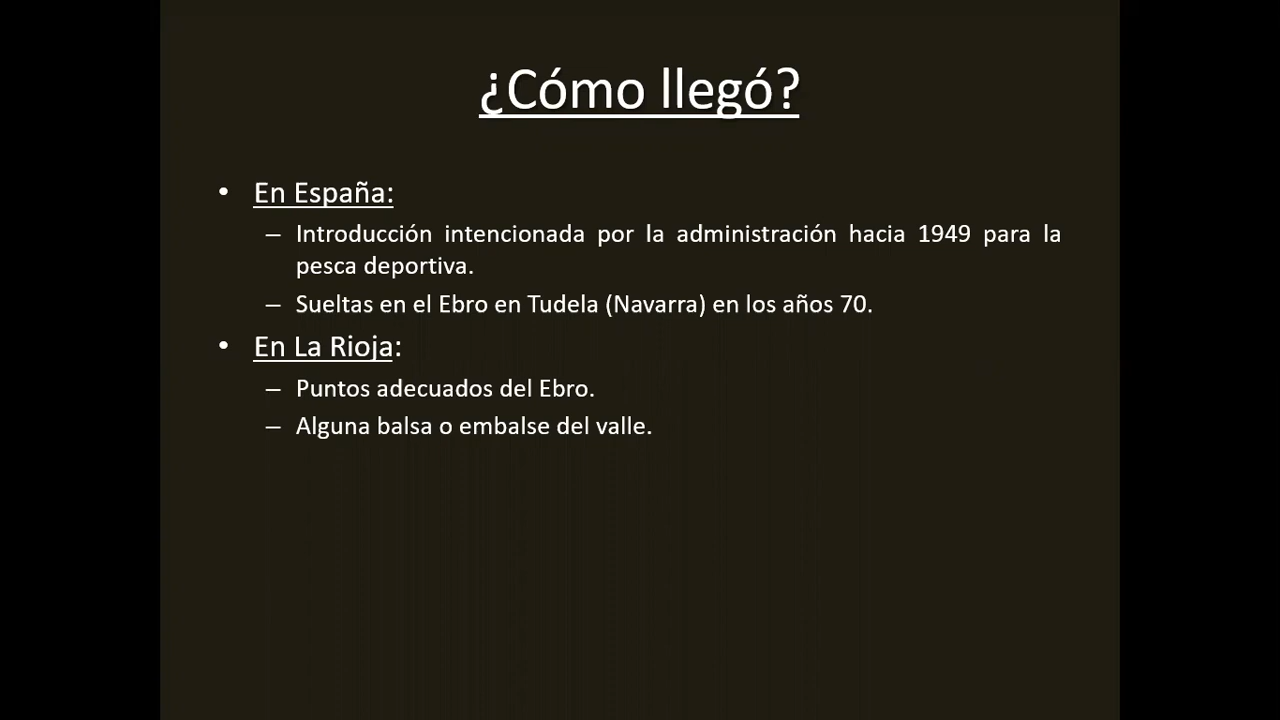 ¿Cómo llegó?
• En España:
– Introducción intencionada por la administración hacia 1949 para la
pesca deportiva.
– Sueltas en el Ebro en Tudela (Navarra) en los años 70.
• En La Rioja:
– Puntos adecuados del Ebro.
– Alguna balsa o embalse del valle.